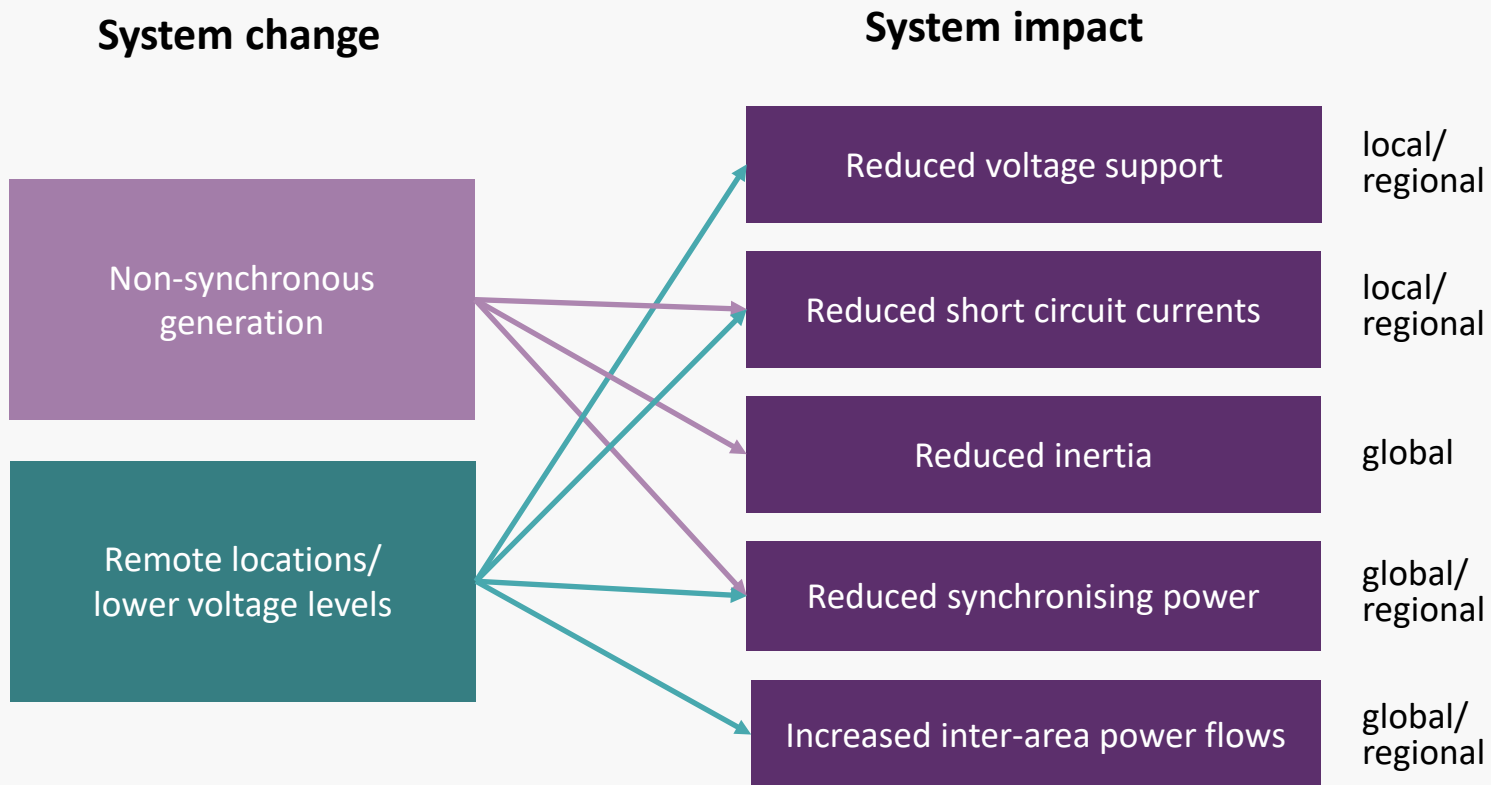 System change
System impact
Non-synchronous
generation
Remote locations/
lower voltage levels
Reduced voltage support
local/
regional
Reduced short circuit currents
local/
regional
Reduced inertia
global
Reduced synchronising power
global/
regional
Increased inter-area power flows
global/
regional